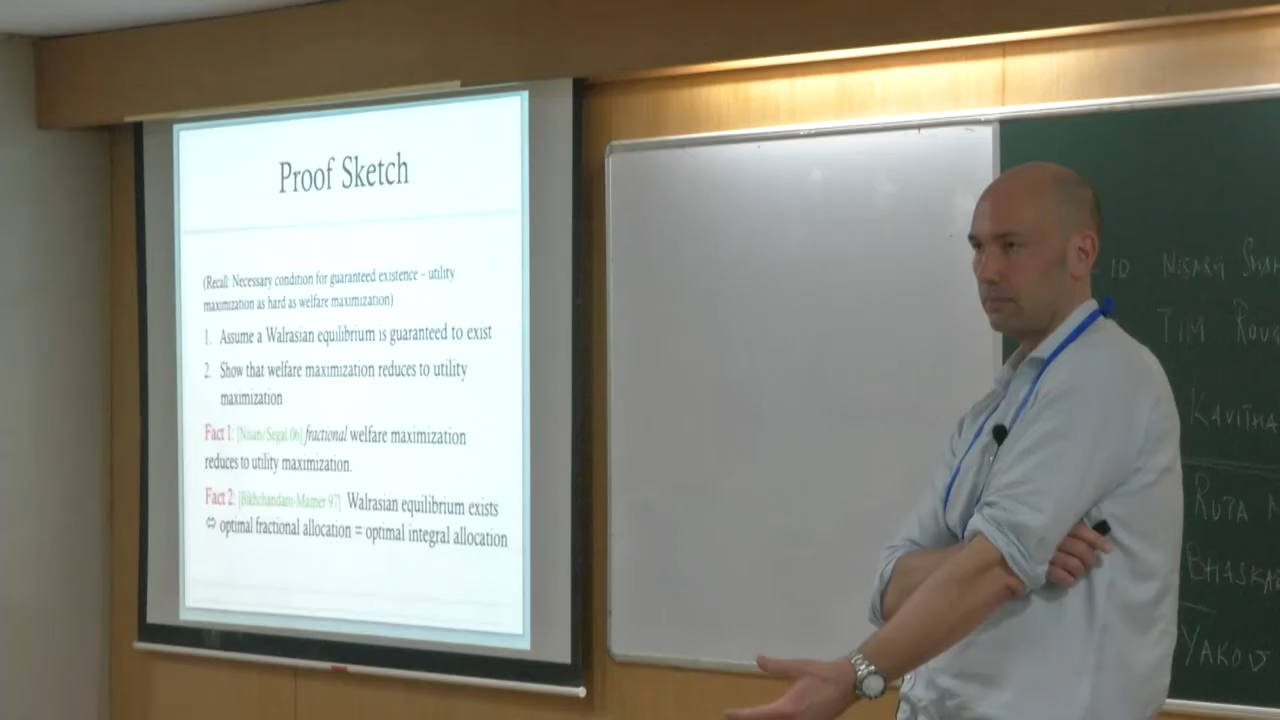 Proof Sketch
(Recall: Necessary condition for guaranteed existence – utility
maximization as hard as welfare maximization)
1. Assume a Walrasian equilibrium is guaranteed to exist
2. Show that welfare maximization reduces to utility
maximization
Fact 1: [Nisan-Segal 06] fractional welfare maximization
reduces to utility maximization.
Fact 2: [Bikhchandani-Mamer 97] Walrasian equilibrium exists
⇔ optimal fractional allocation = optimal integral allocation
10 NISARG SHAH
TIM ROU
KAVITHA
RUTA
BHASKA
YAKOV